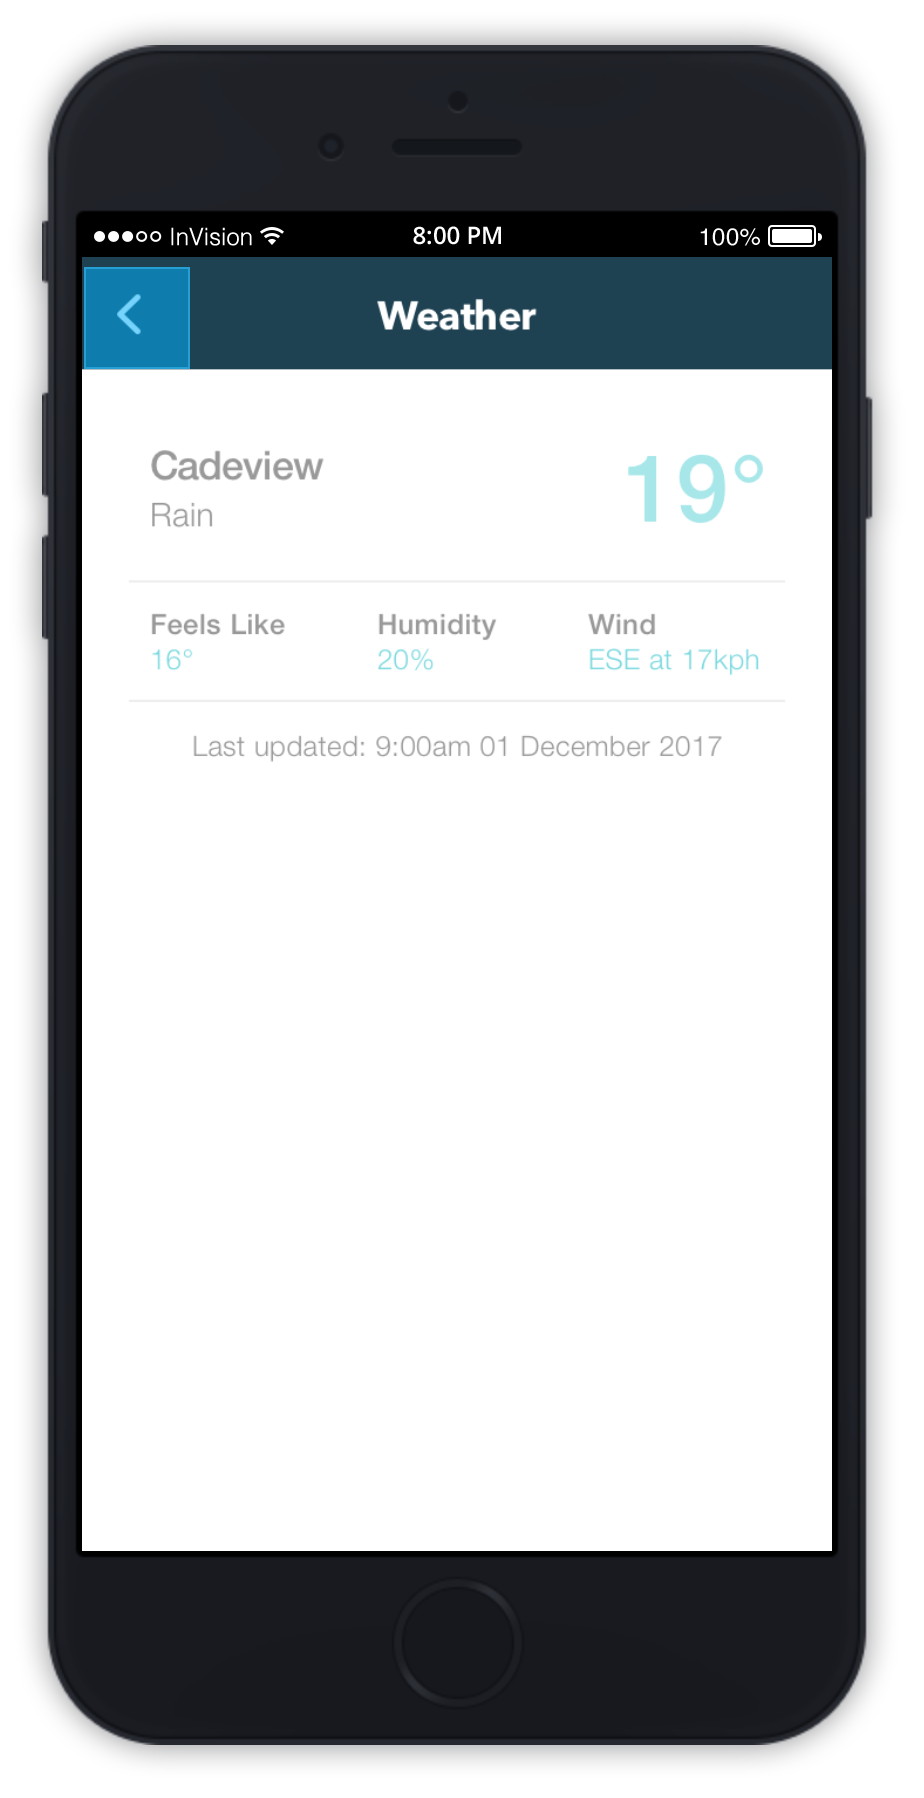 InVision 8:00 PM 100%
Weather
Cadeview 19°
Rain
Feels Like Humidity Wind
16° 20% ESE at 17kph
Last updated: 9:00am 01 December 2017